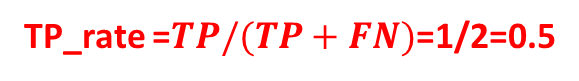 TP_rate =TP/(TP + FN)=1/2=0.5